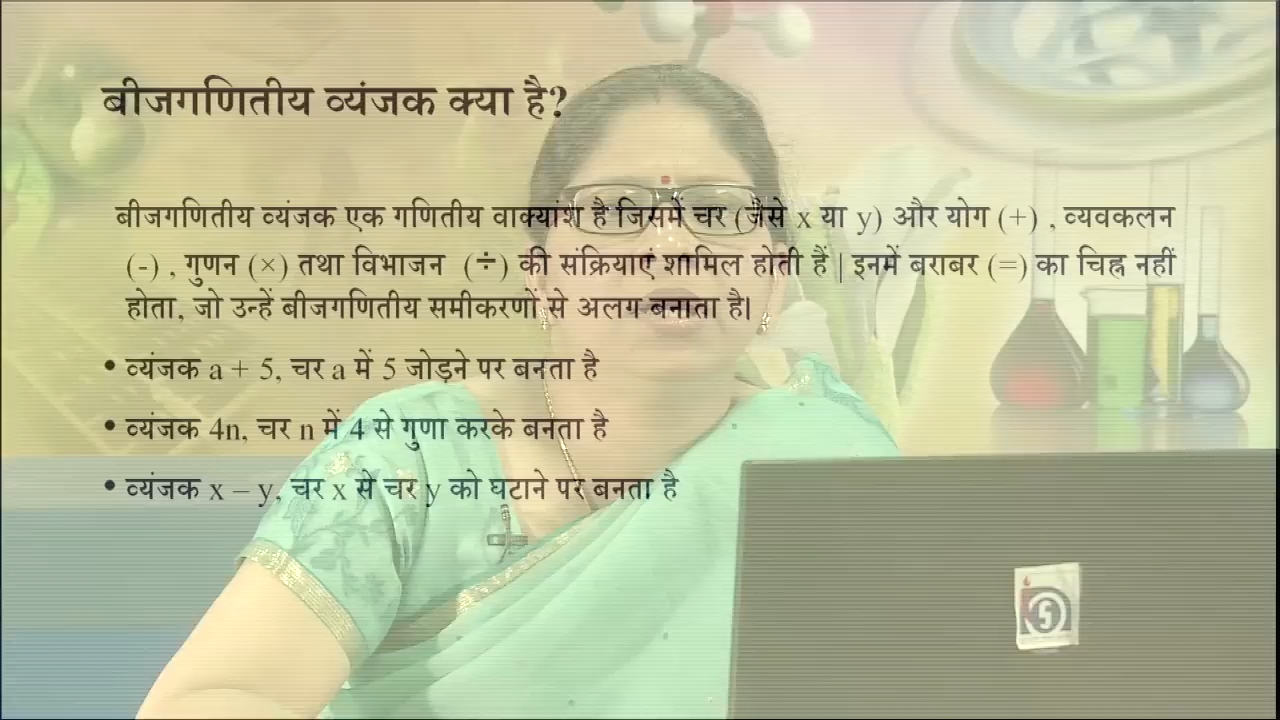 बीजगणितीय व्यंजक क्या है?
बीजगणितीय व्यंजक एक गणितीय वाक्यांश है जिसमें चर (जैसे x या y) और योग (+) , व्यवकलन
(-) , गुणन (×) तथा विभाजन (÷) की संक्रियाएं शामिल होती हैं | इनमें बराबर (=) का चिह्न नहीं
होता, जो उन्हें बीजगणितीय समीकरणों से अलग बनाता है।
• व्यंजक a + 5, चर a में 5 जोड़ने पर बनता है
• व्यंजक 4n, चर n में 4 से गुणा करके बनता है
• व्यंजक x – y, चर x से चर y को घटाने पर बनता है